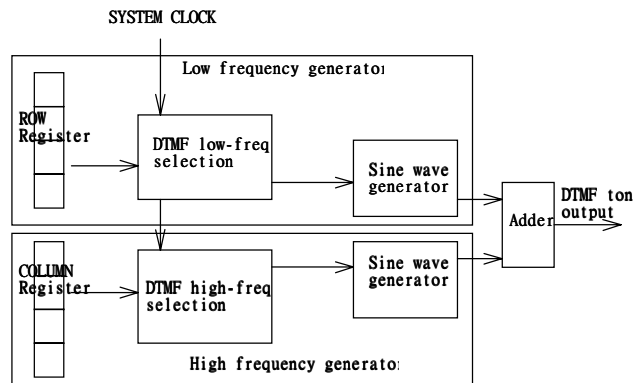 SYSTEM CLOCK
Low frequency generator
ROW
Register
DTMF low-freq
selection
Sine wave
generator
DTMF ton
output
Adder
COLUMN
Register
DTMF high-freq
selection
Sine wave
generator
High frequency generator